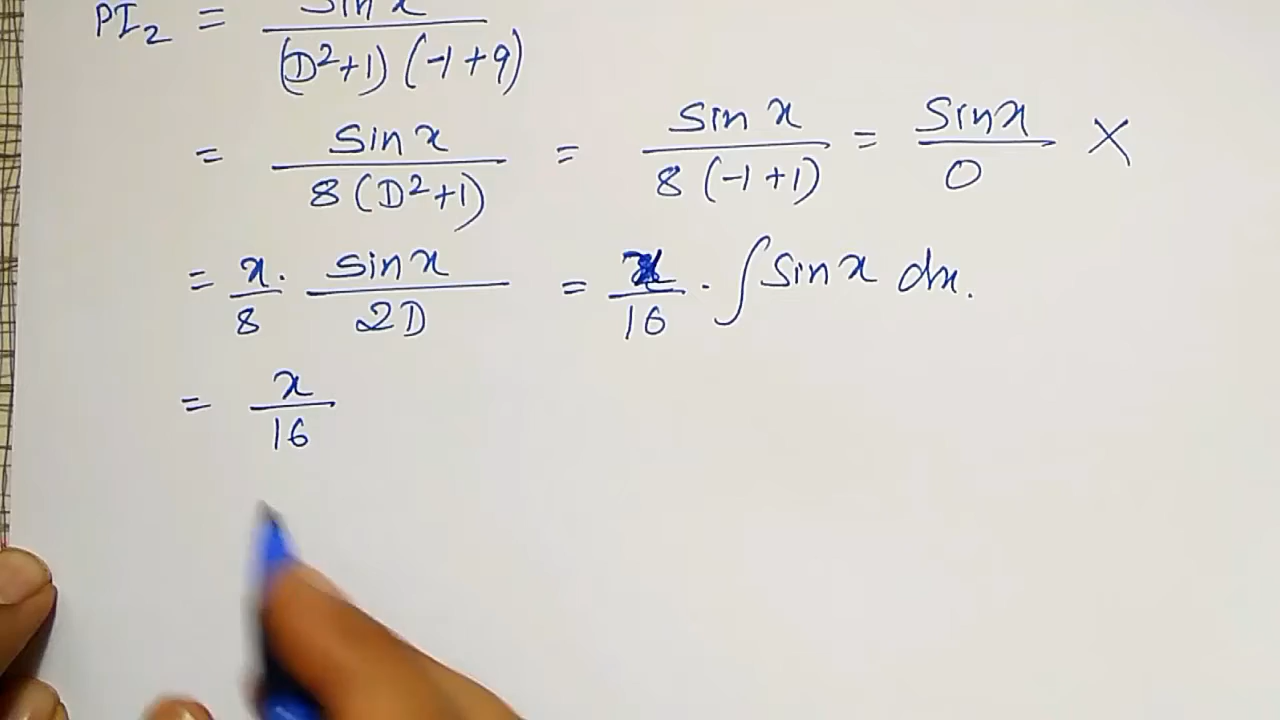 PI₂ = sin x / (D²+1) (-1+9)
= sin x / 8 (D²+1) = sin x / 8 (-1+1) = sin x / 0 ×
= x/8 · sin x / 2D = x/16 · ∫ sin x dx.
= x/16